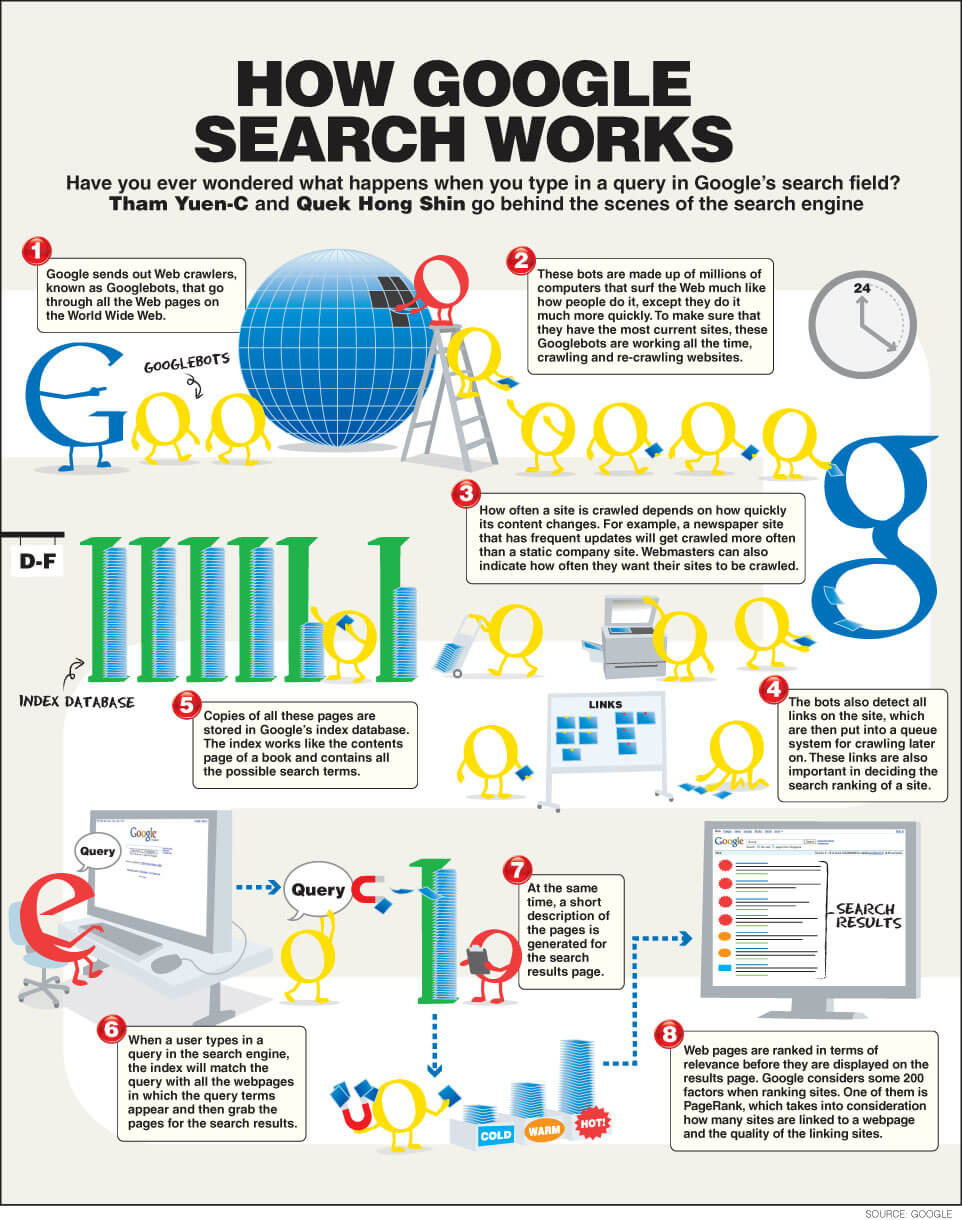 HOW GOOGLE
SEARCH WORKS
Have you ever wondered what happens when you type in a query in Google's search field?
Tham Yuen-C and Quek Hong Shin go behind the scenes of the search engine
1
Google sends out Web crawlers,
known as Googlebots, that go
through all the Web pages on
the World Wide Web.
GOOGLEBOTS
2
These bots are made up of millions of
computers that surf the Web much like
how people do it, except they do it
much more quickly. To make sure that
they have the most current sites, these
Googlebots are working all the time,
crawling and re-crawling websites.
24
3
How often a site is crawled depends on how quickly
its content changes. For example, a newspaper site
that has frequent updates will get crawled more often
than a static company site. Webmasters can also
indicate how often they want their sites to be crawled.
D-F
INDEX DATABASE
4
The bots also detect all
links on the site, which
are then put into a queue
system for crawling later
on. These links are also
important in deciding the
search ranking of a site.
LINKS
5
Copies of all these pages are
stored in Google's index database.
The index works like the contents
page of a book and contains all
the possible search terms.
Google
Query
Query
6
When a user types in a
query in the search engine,
the index will match the
query with all the webpages
in which the query terms
appear and then grab the
pages for the search results.
7
At the same
time, a short
description of
the pages is
generated for
the search
results page.
COLD
WARM
HOT!
Google
SEARCH
RESULTS
8
Web pages are ranked in terms of
relevance before they are displayed on the
results page. Google considers some 200
factors when ranking sites. One of them is
PageRank, which takes into consideration
how many sites are linked to a webpage
and the quality of the linking sites.
SOURCE: GOOGLE